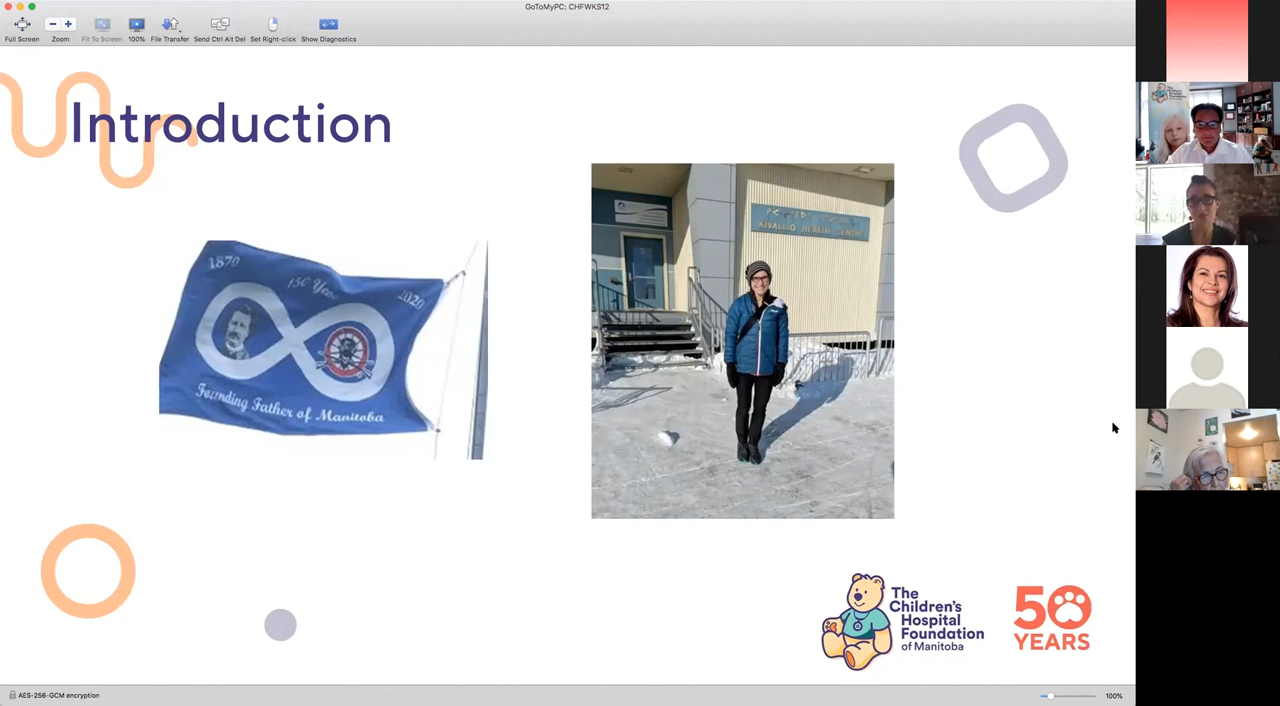 GoToMyPC: CHFWKS12
Full Screen
Zoom
Fit To Screen
100%
File Transfer
Send Ctrl Alt Del
Set Right-click
Show Diagnostics
Introduction
1870
2020
Founding Father of Manitoba
KIVALLIQ HEALTH CENTRE
The
Children's
Hospital
Foundation
of Manitoba
50
YEARS
AES-256-GCM encryption
100%